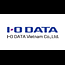 I-O DATA
I-O DATA Vietnam Co.,Ltd.